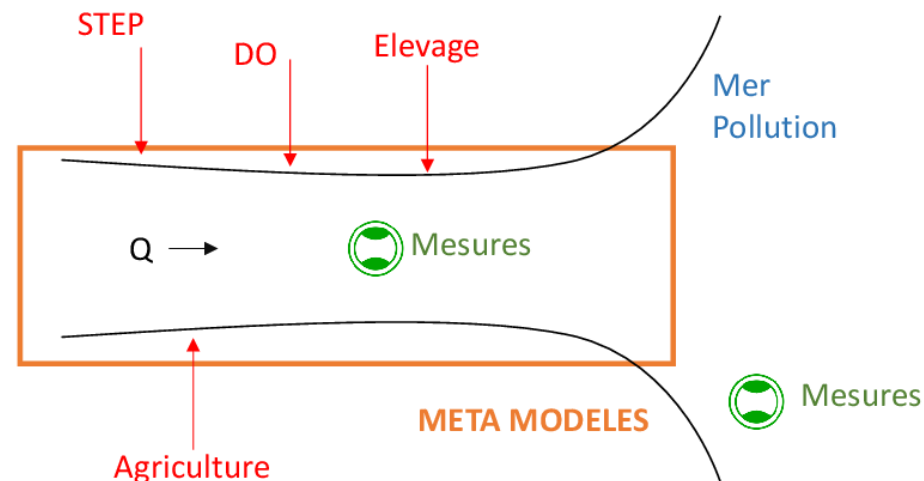 STEP
DO
Elevage
Mer
Pollution
Q
Mesures
Mesures
META MODELES
Agriculture